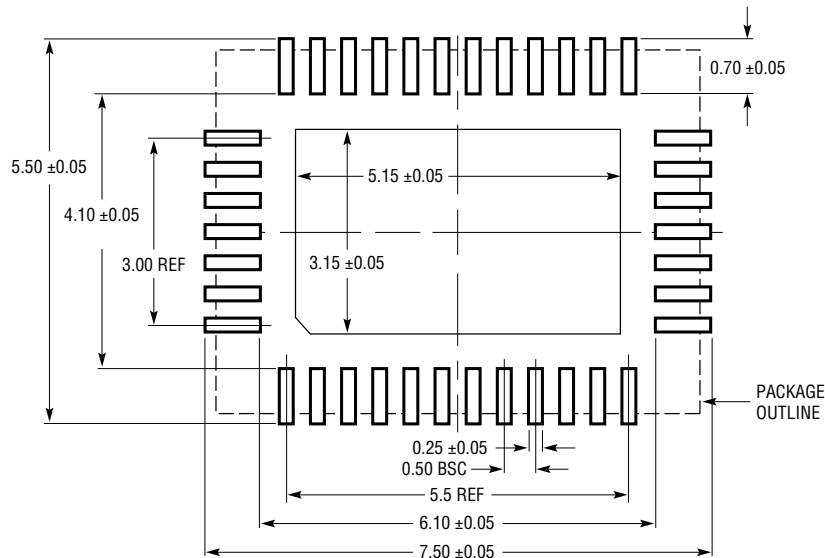 0.70 ±0.05
5.50 ±0.05
5.15 ±0.05
4.10 ±0.05
3.00 REF
3.15 ±0.05
PACKAGE
OUTLINE
0.25 ±0.05
0.50 BSC
5.5 REF
6.10 ±0.05
7.50 ±0.05